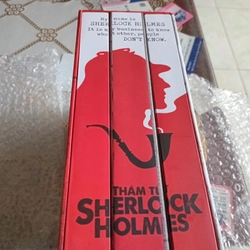 My name is
SHERLOCK HOLMES
It is my business to know
what other people
DON'T KNOW.
THÁM TỬ
SHERLOCK
HOLMES